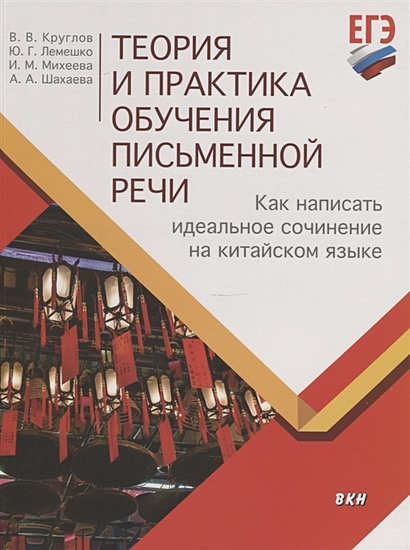 В. В. Круглов
Ю. Г. Лемешко
И. М. Михеева
А. А. Шахаева
ЕГЭ
ТЕОРИЯ
И ПРАКТИКА
ОБУЧЕНИЯ
ПИСЬМЕННОЙ
РЕЧИ
Как написать
идеальное сочинение
на китайском языке
ВКН